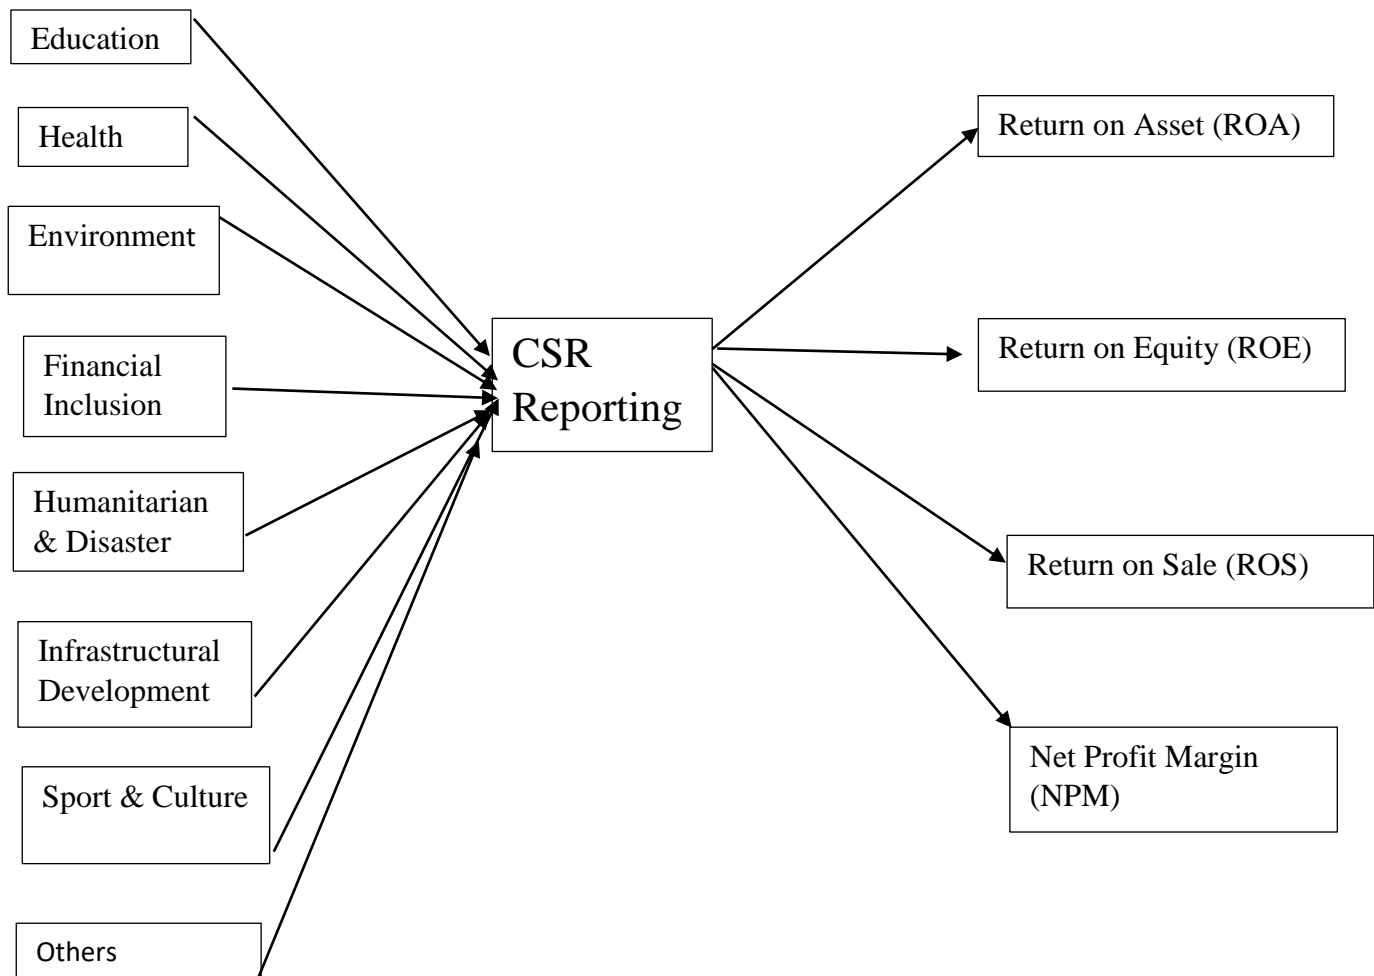 Education
Health
Environment
Financial
Inclusion
Humanitarian
& Disaster
Infrastructural
Development
Sport & Culture
Others
CSR
Reporting
Return on Asset (ROA)
Return on Equity (ROE)
Return on Sale (ROS)
Net Profit Margin
(NPM)